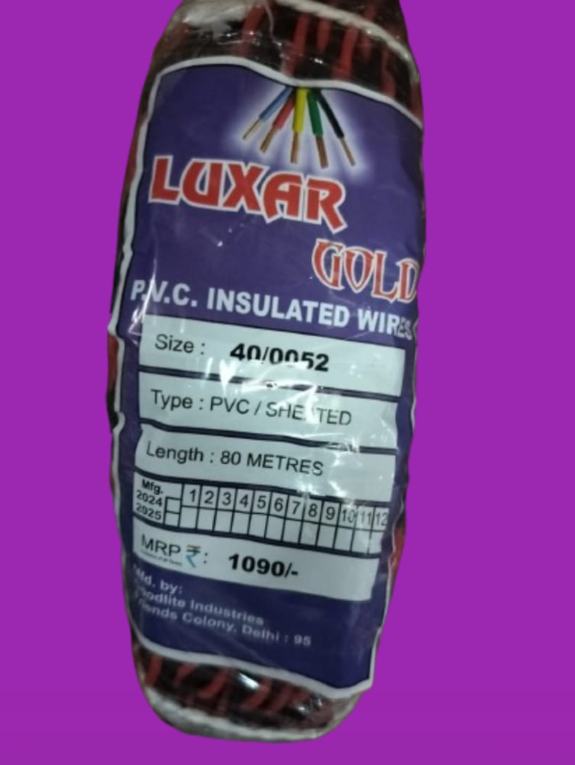 LUXAR
GOLD
P.V.C. INSULATED WIRES
Size : 40/0052
Type : PVC /
Length : 80 METRES
Mfg. 1 2 3 4 5 6 7 8 9 10 11 12
2024
2025
MRP ₹: 1090/-
Mfd. by:
Industries
Colony, Delhi : 95